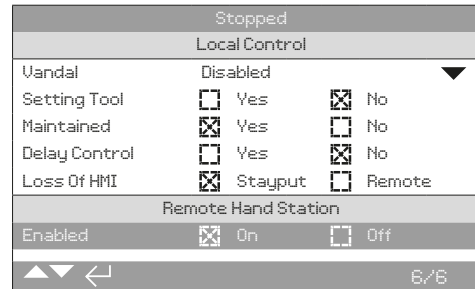 Stopped
Local Control
Vandal Disabled
Setting Tool Yes No
Maintained Yes No
Delay Control Yes No
Loss Of HMI Stayput Remote
Remote Hand Station
Enabled On Off
6/6